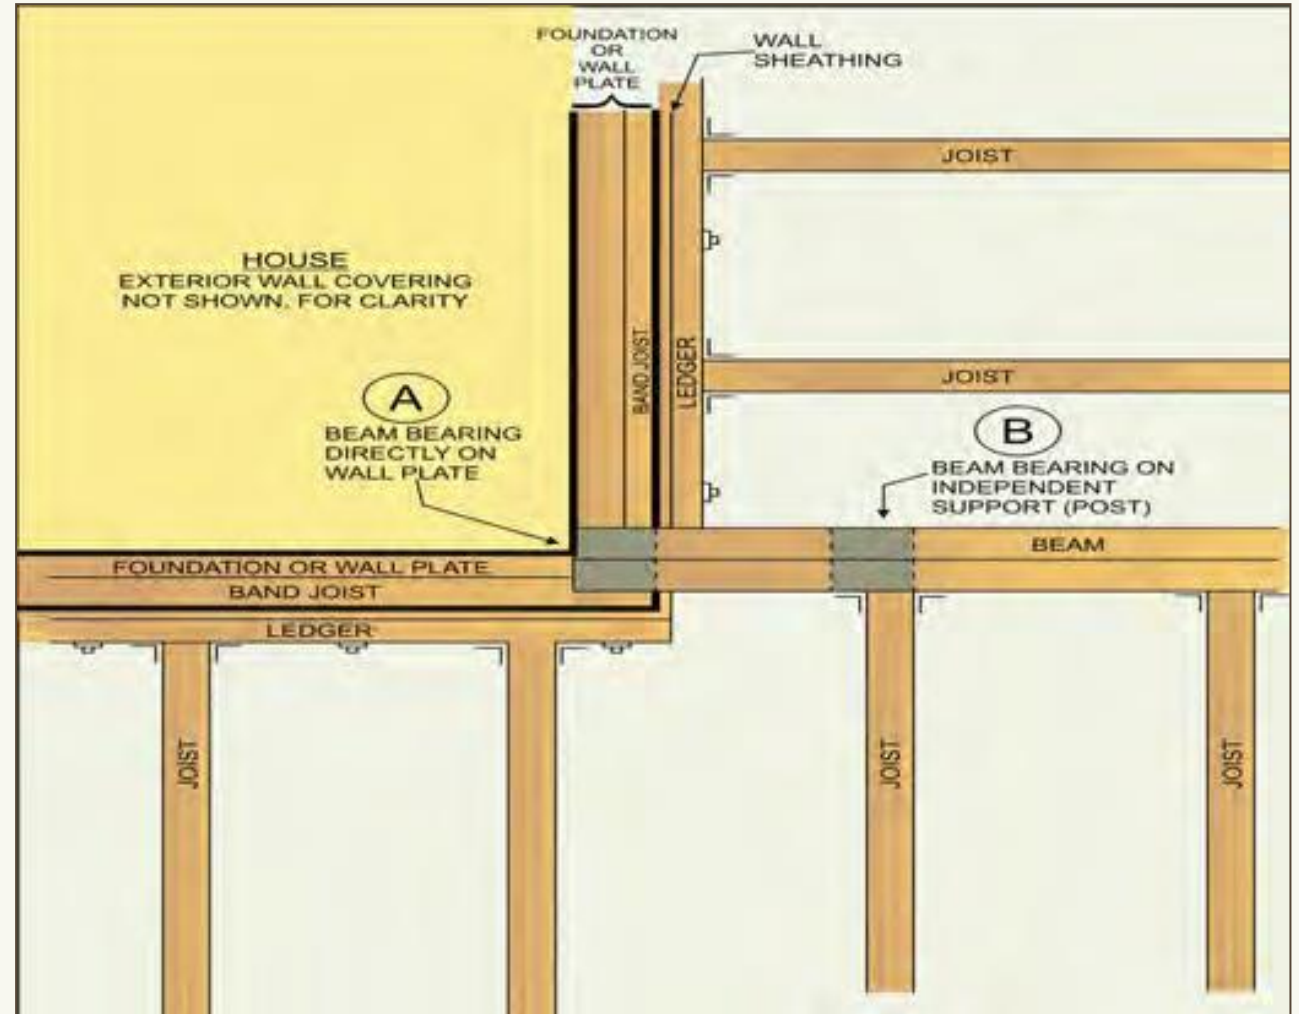 FOUNDATION
OR
WALL
PLATE
WALL
SHEATHING
JOIST
HOUSE
EXTERIOR WALL COVERING
NOT SHOWN. FOR CLARITY
BAND JOIST
LEDGER
JOIST
A
BEAM BEARING
DIRECTLY ON
WALL PLATE
B
BEAM BEARING ON
INDEPENDENT
SUPPORT (POST)
BEAM
FOUNDATION OR WALL PLATE
BAND JOIST
LEDGER
JOIST
JOIST
JOIST